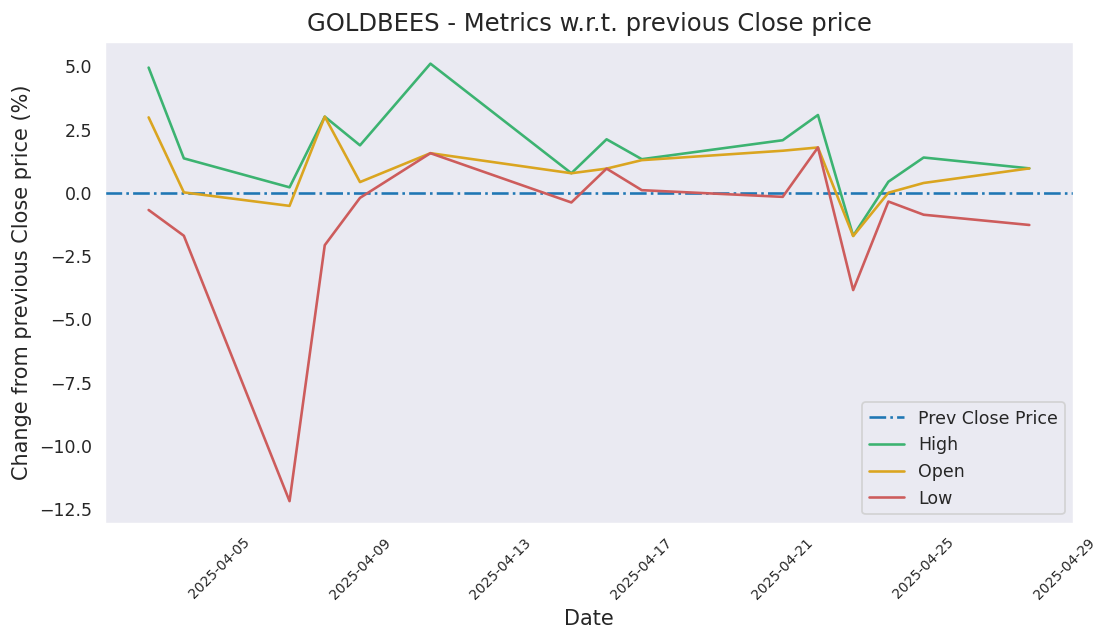 GOLDBEES - Metrics w.r.t. previous Close price
Change from previous Close price (%)
5.0
2.5
0.0
−2.5
−5.0
−7.5
−10.0
−12.5
Prev Close Price
High
Open
Low
2025-04-05
2025-04-09
2025-04-13
2025-04-17
2025-04-21
2025-04-25
2025-04-29
Date